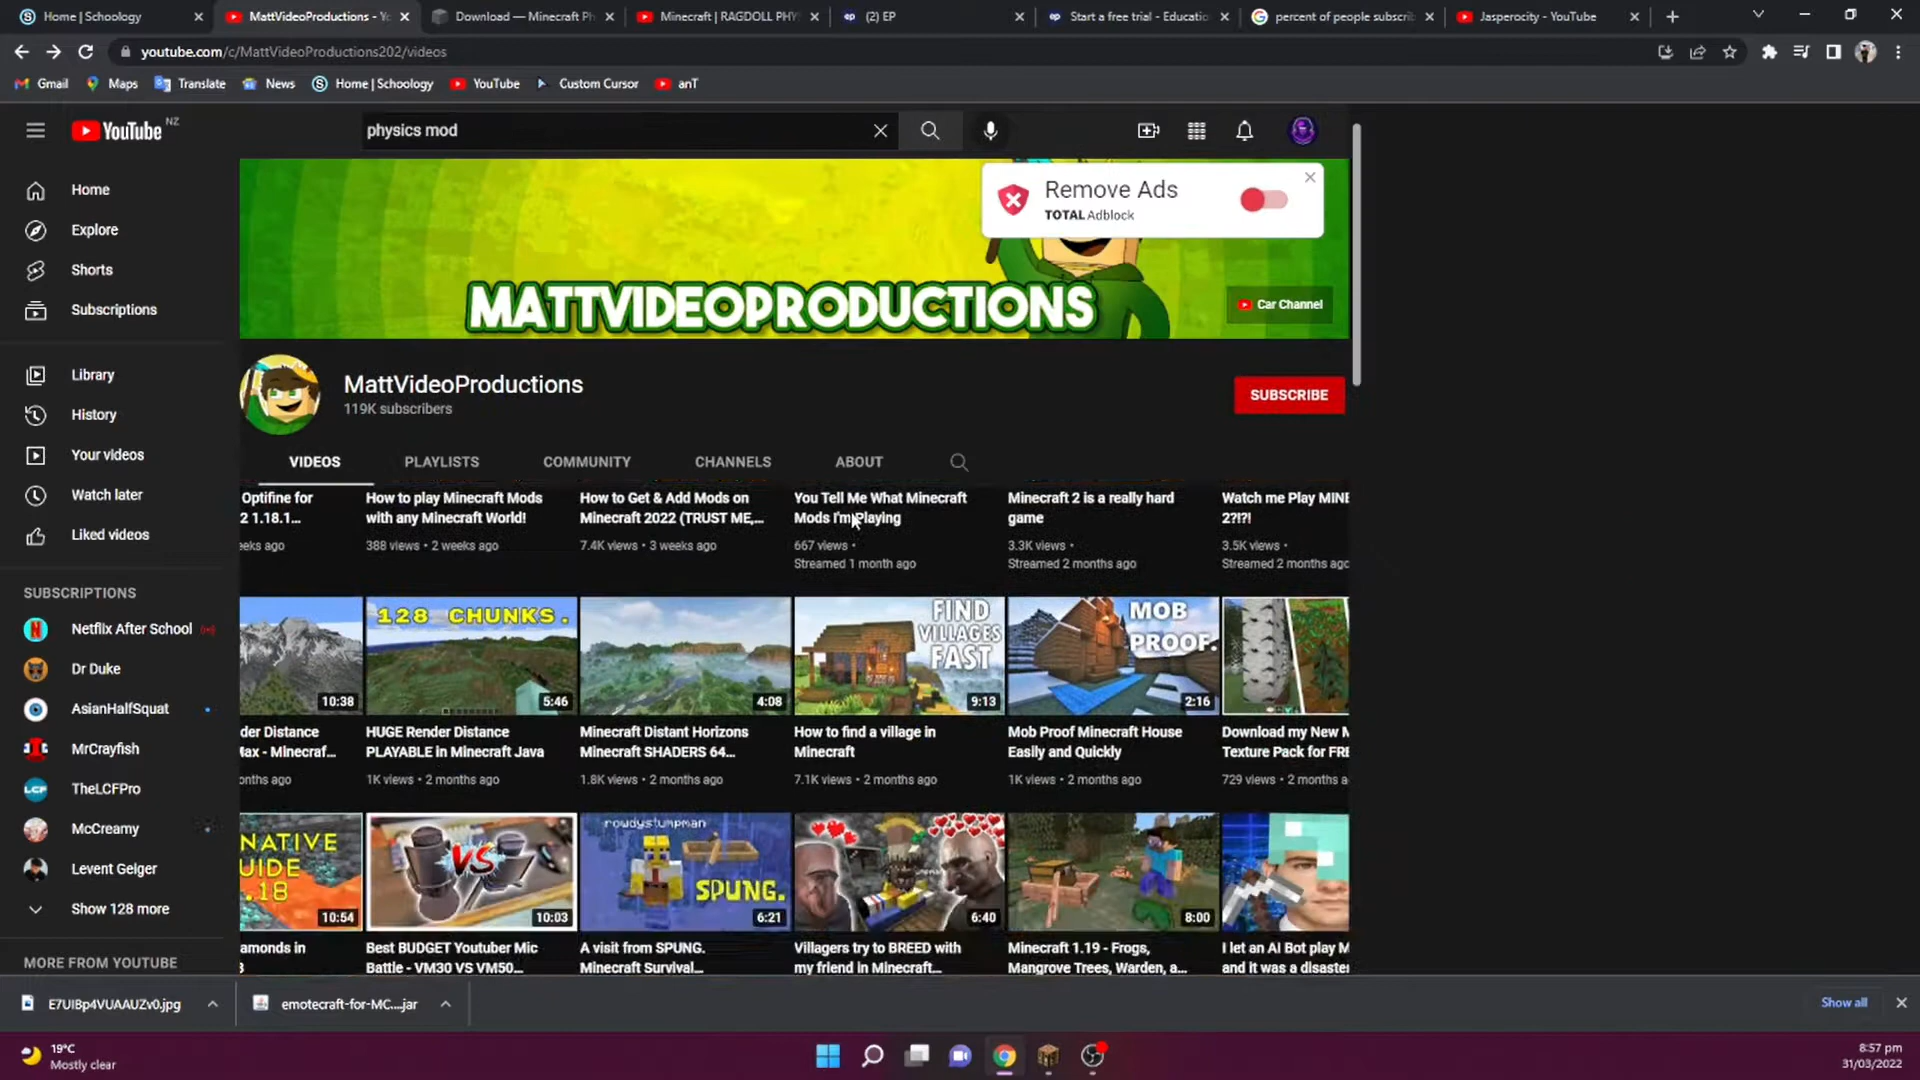 Home | Schoology
MattVideoProductions - Yo
Download — Minecraft Ph
Minecraft | RAGDOLL PHY
(2) EP
Start a free trial - Educatio
percent of people subscrib
Jasperocity - YouTube
youtube.com/c/MattVideoProductions202/videos
Gmail
Maps
Translate
News
Home | Schoology
YouTube
Custom Cursor
anT
YouTube NZ
physics mod
Home
Explore
Shorts
Subscriptions
Library
History
Your videos
Watch later
Liked videos
SUBSCRIPTIONS
Netflix After School
Dr Duke
AsianHalfSquat
MrCrayfish
TheLCFPro
McCreamy
Levent Geiger
Show 128 more
MORE FROM YOUTUBE
Remove Ads
TOTAL Adblock
MATTVIDEOPRODUCTIONS
Car Channel
MattVideoProductions
119K subscribers
SUBSCRIBE
VIDEOS
PLAYLISTS
COMMUNITY
CHANNELS
ABOUT
Optifine for
2 1.18.1...
eks ago
How to play Minecraft Mods
with any Minecraft World!
388 views • 2 weeks ago
How to Get & Add Mods on
Minecraft 2022 (TRUST ME,...
7.4K views • 3 weeks ago
You Tell Me What Minecraft
Mods I'm Playing
667 views •
Streamed 1 month ago
Minecraft 2 is a really hard
game
3.3K views •
Streamed 2 months ago
Watch me Play MINE
2?!?!
3.5K views •
Streamed 2 months ago
10:38
128 CHUNKS.
5:46
4:08
FIND
VILLAGES
FAST
9:13
MOB
PROOF.
2:16
der Distance
Max - Minecraf...
onths ago
HUGE Render Distance
PLAYABLE in Minecraft Java
1K views • 2 months ago
Minecraft Distant Horizons
Minecraft SHADERS 64...
1.8K views • 2 months ago
How to find a village in
Minecraft
7.1K views • 2 months ago
Mob Proof Minecraft House
Easily and Quickly
1K views • 2 months ago
Download my New M
Texture Pack for FRE
729 views • 2 months a
NATIVE
UIDE
.18
10:54
VS
10:03
rowdystumpman
SPUNG.
6:21
6:40
8:00
amonds in
Best BUDGET Youtuber Mic
Battle - VM30 VS VM50...
A visit from SPUNG.
Minecraft Survival...
Villagers try to BREED with
my friend in Minecraft...
Minecraft 1.19 - Frogs,
Mangrove Trees, Warden, a...
I let an AI Bot play M
and it was a disaster
E7UIBp4VUAAUZv0.jpg
emotecraft-for-MC....jar
Show all
19°C
Mostly clear
8:57 pm
31/03/2022